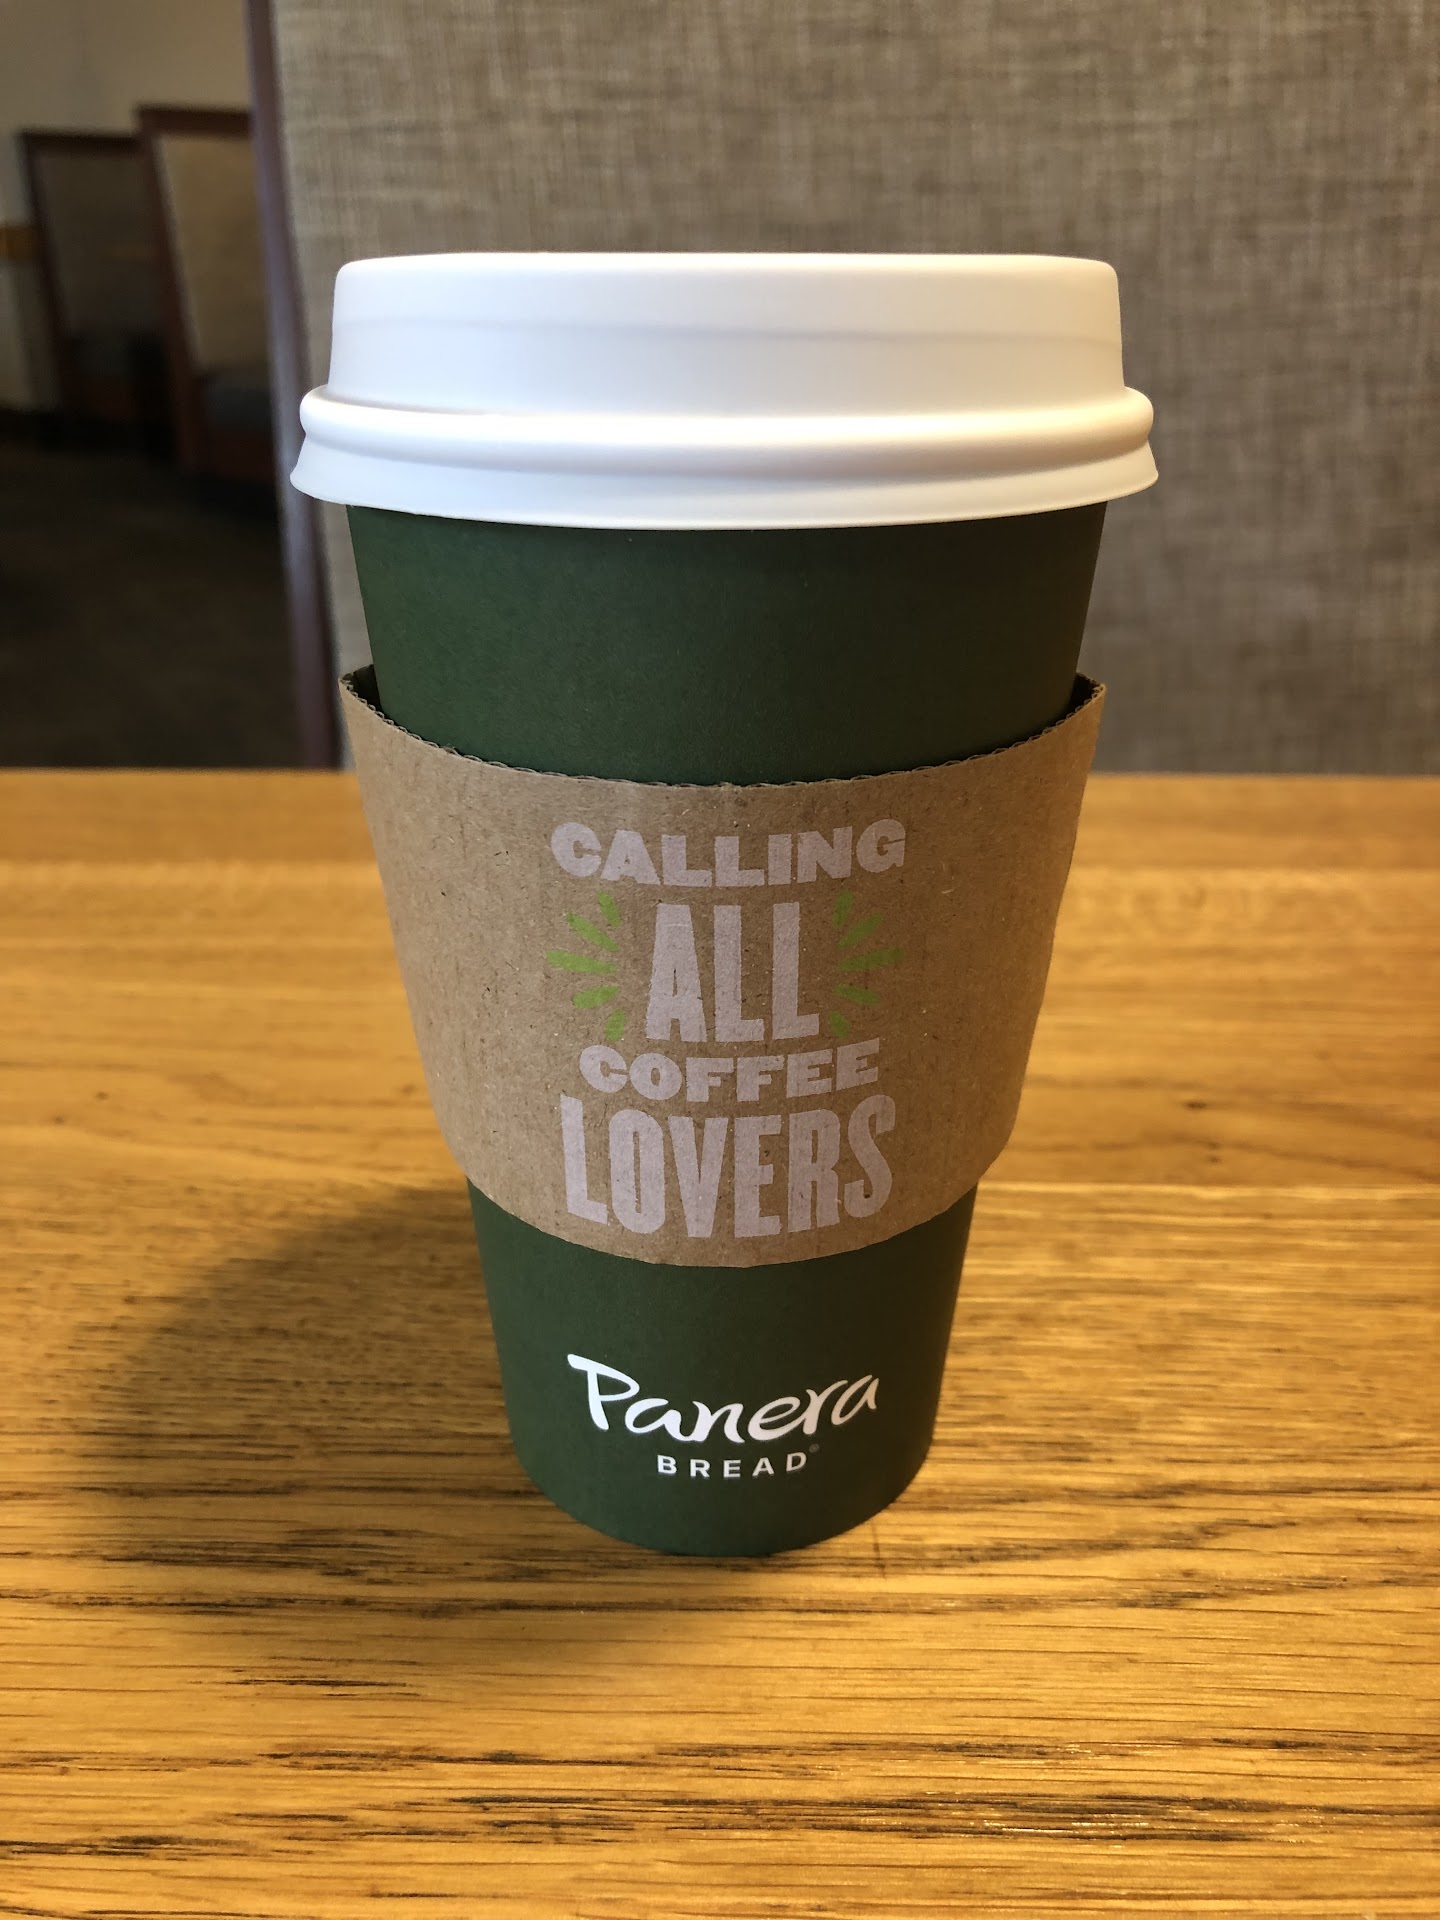 CALLING
ALL
COFFEE
LOVERS
Panera
BREAD®